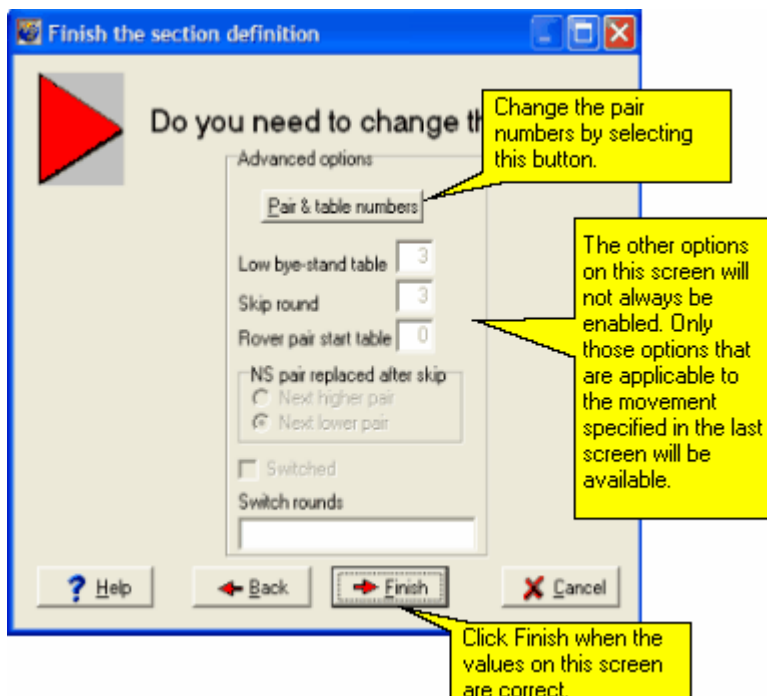 Finish the section definition
Do you need to change th
Change the pair
numbers by selecting
this button.
Advanced options
Pair & table numbers
Low bye-stand table 3
Skip round 3
Rover pair start table 0
NS pair replaced after skip
Next higher pair
Next lower pair
Switched
Switch rounds
The other options
on this screen will
not always be
enabled. Only
those options that
are applicable to
the movement
specified in the last
screen will be
available.
? Help
Back
Finish
Cancel
Click Finish when the
values on this screen
are correct.